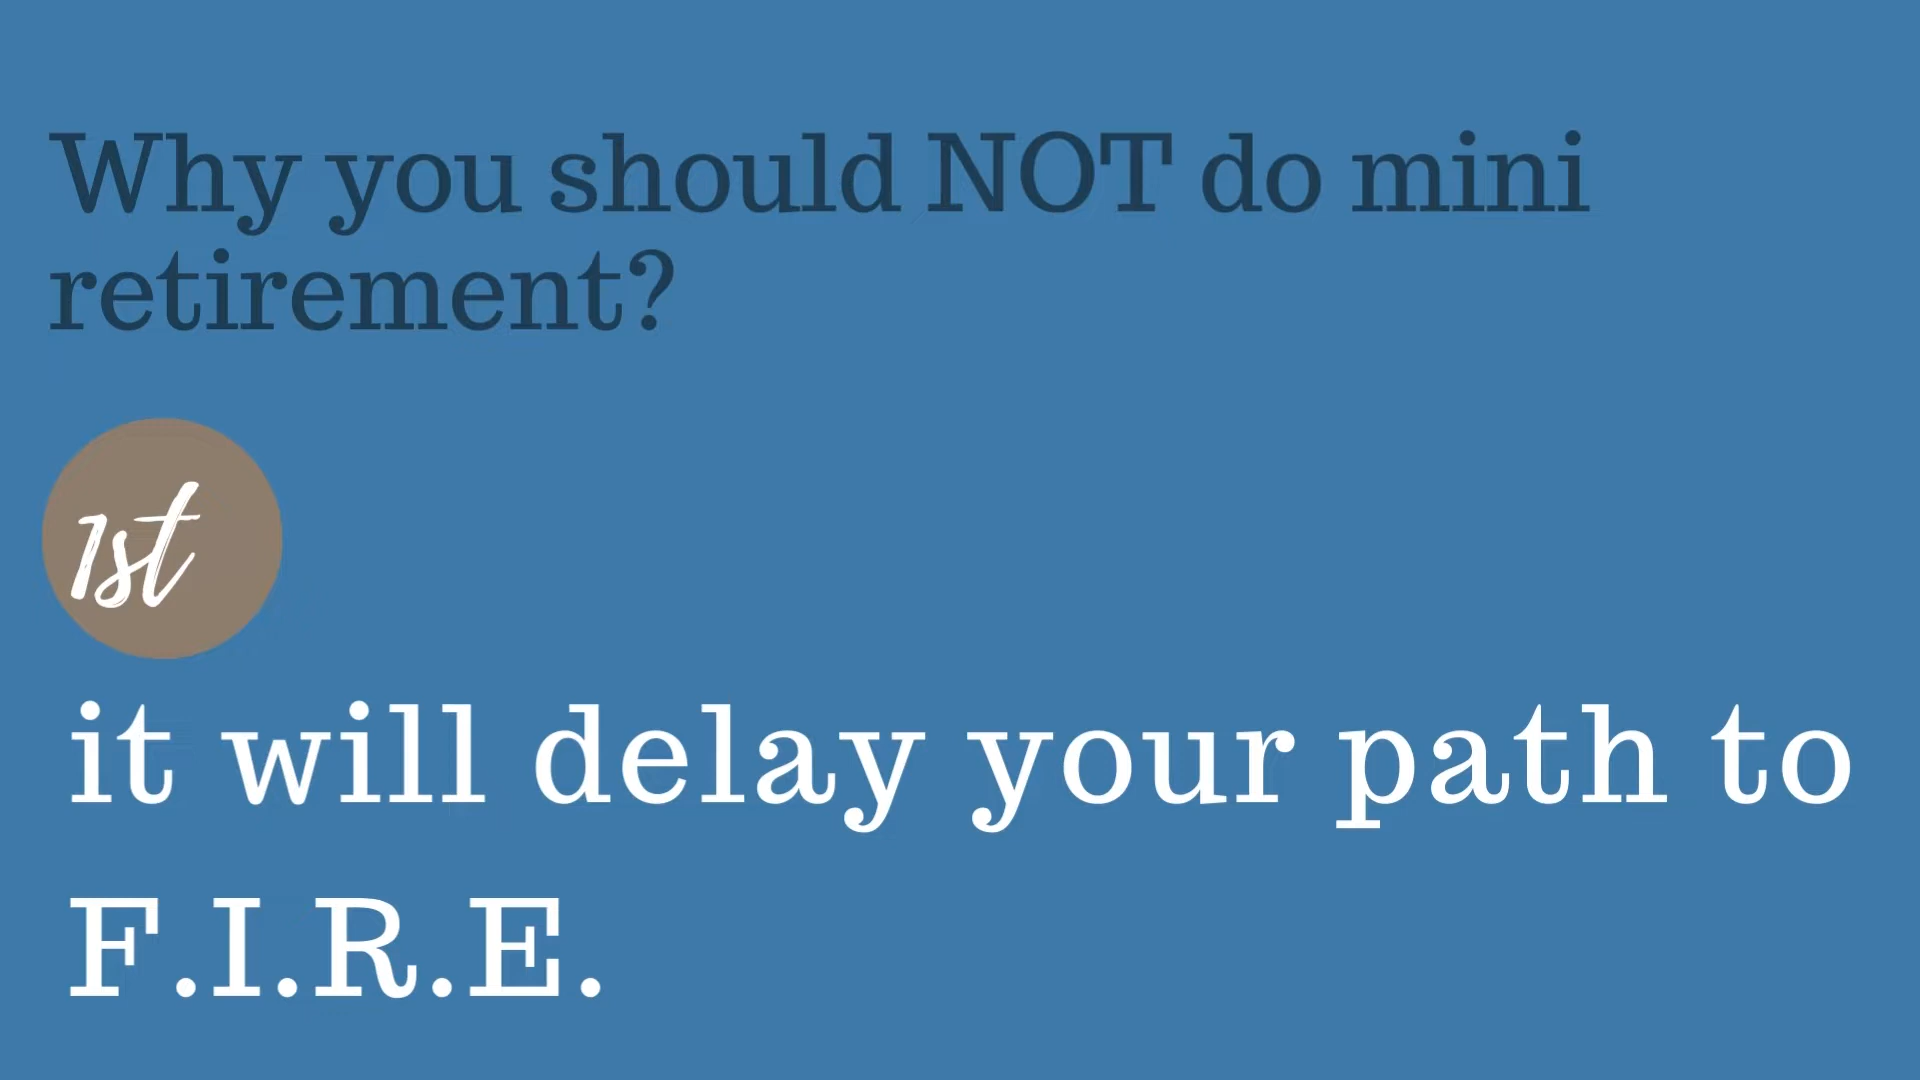 Why you should NOT do mini
retirement?
1st
it will delay your path to
F.I.R.E.